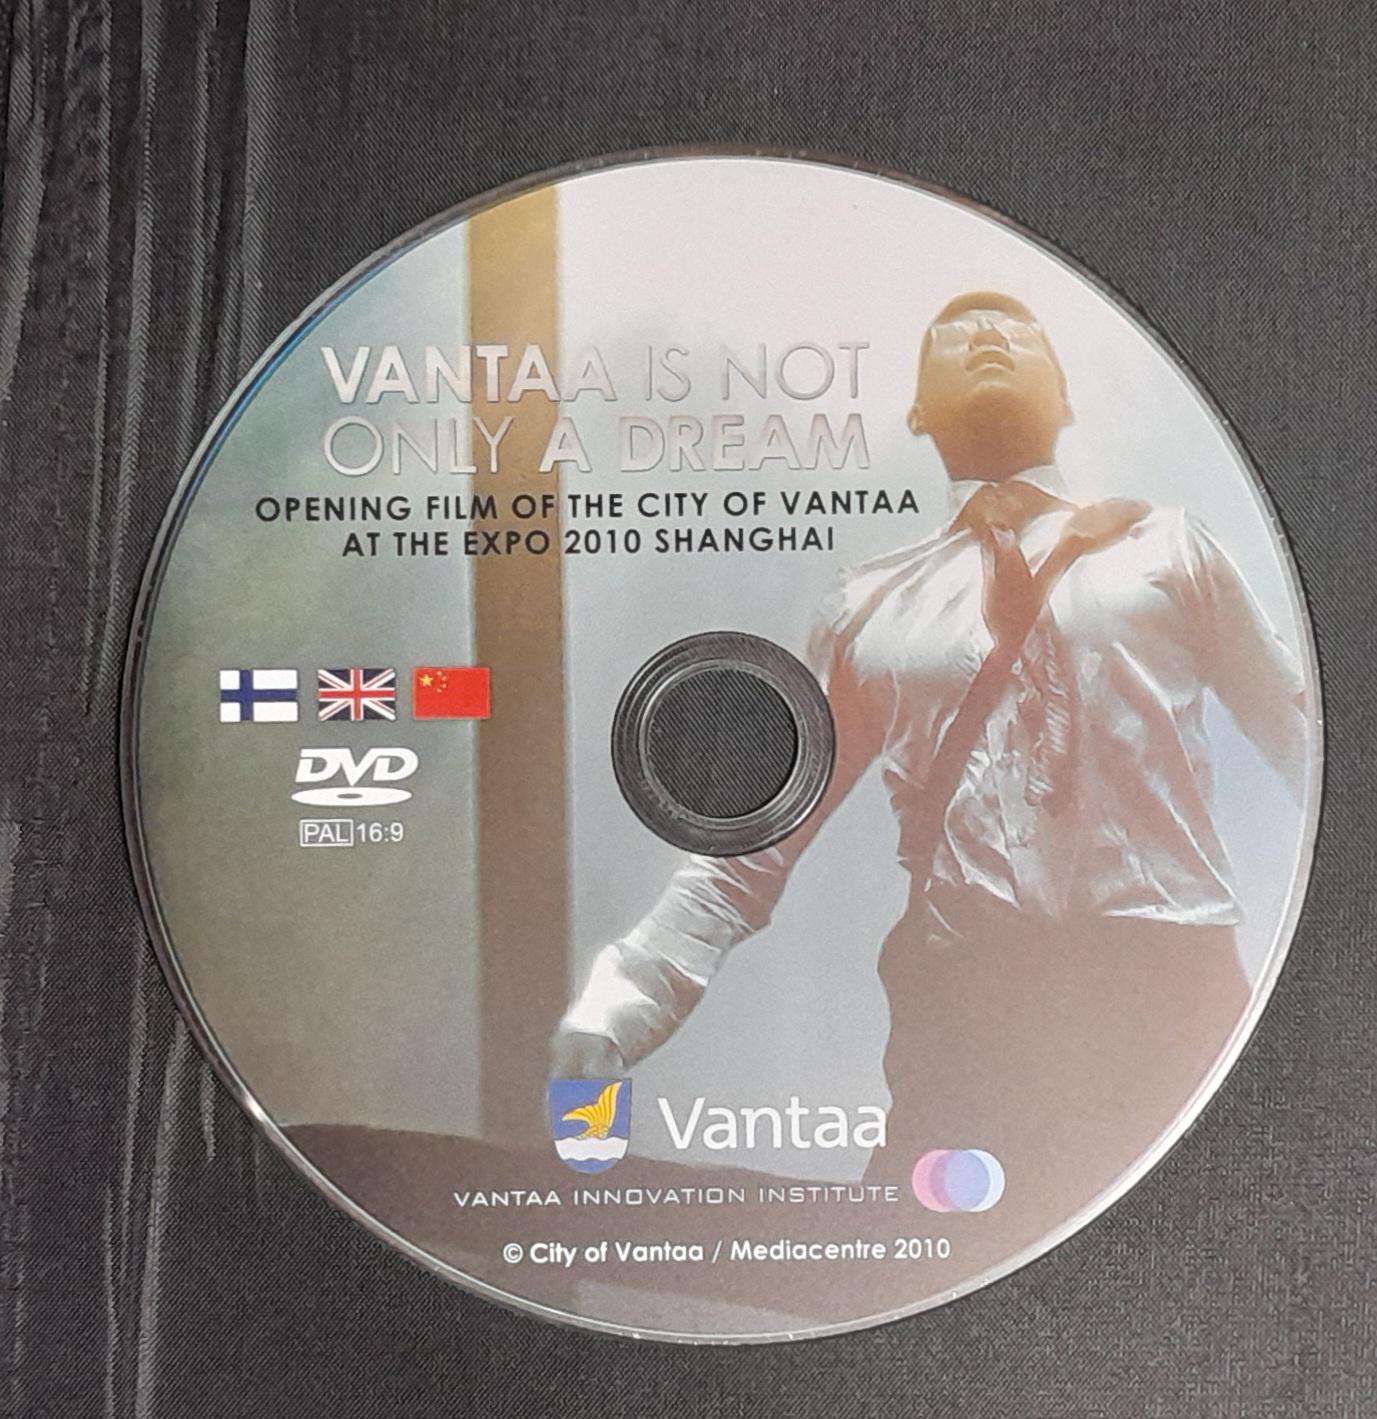 VANTAA IS NOT
ONLY A DREAM
OPENING FILM OF THE CITY OF VANTAA
AT THE EXPO 2010 SHANGHAI
DVD
PAL 16:9
Vantaa
VANTAA INNOVATION INSTITUTE
© City of Vantaa / Mediacentre 2010